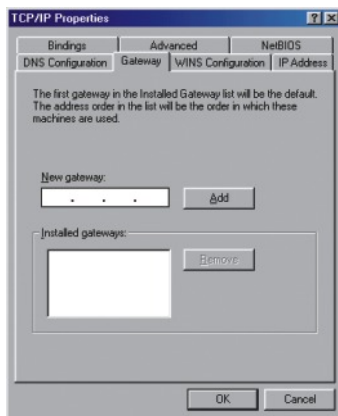 TCP/IP Properties
Bindings Advanced NetBIOS
DNS Configuration Gateway WINS Configuration IP Address
The first gateway in the Installed Gateway list will be the default.
The address order in the list will be the order in which these
machines are used.
New gateway:
. . . Add
Installed gateways:
Remove
OK Cancel